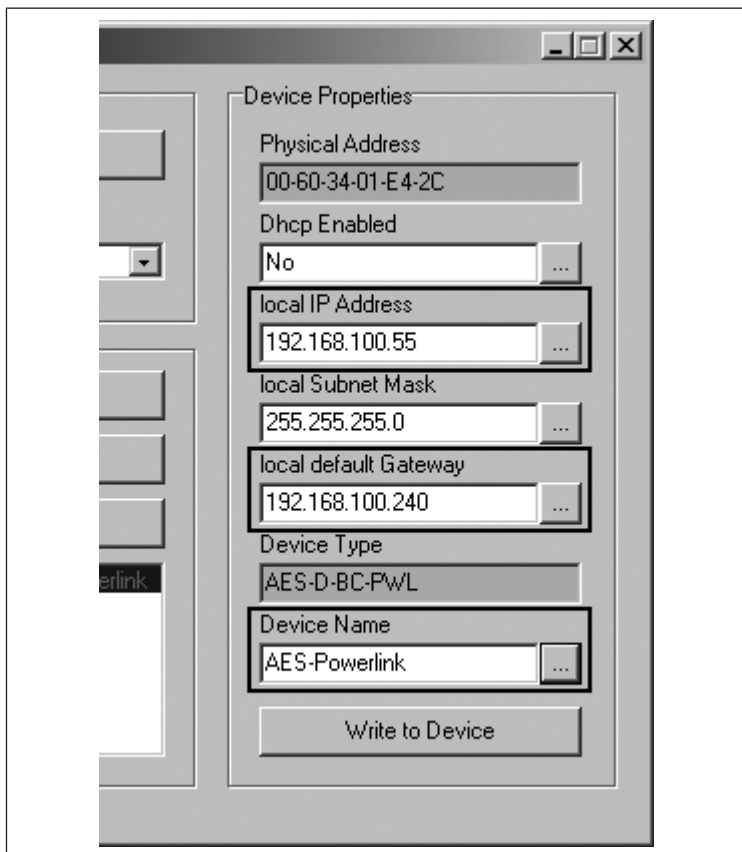 Device Properties
Physical Address
00-60-34-01-E4-2C
Dhcp Enabled
No
...
local IP Address
192.168.100.55
...
local Subnet Mask
255.255.255.0
...
local default Gateway
192.168.100.240
...
Device Type
AES-D-BC-PWL
erlink
Device Name
AES-Powerlink
...
Write to Device